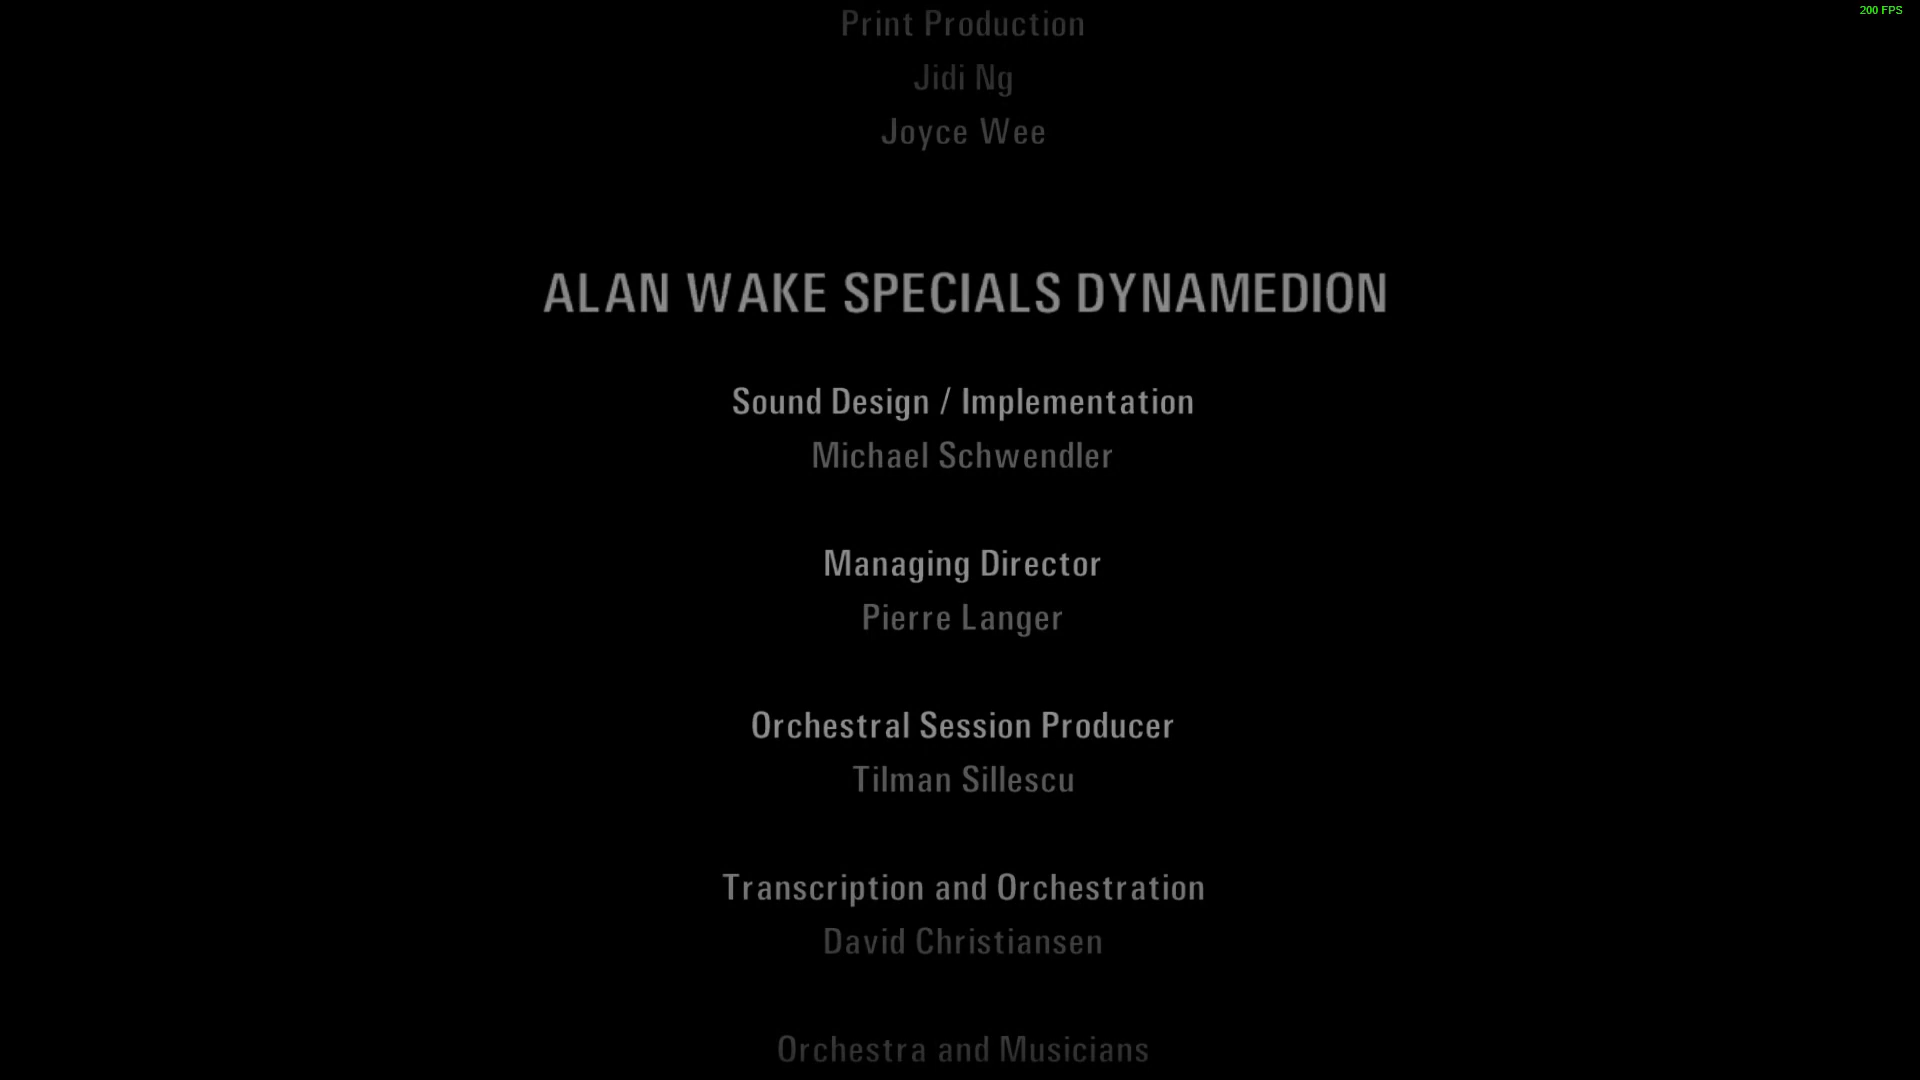 200 FPS
Print Production
Jidi Ng
Joyce Wee
ALAN WAKE SPECIALS DYNAMEDION
Sound Design / Implementation
Michael Schwendler
Managing Director
Pierre Langer
Orchestral Session Producer
Tilman Sillescu
Transcription and Orchestration
David Christiansen
Orchestra and Musicians